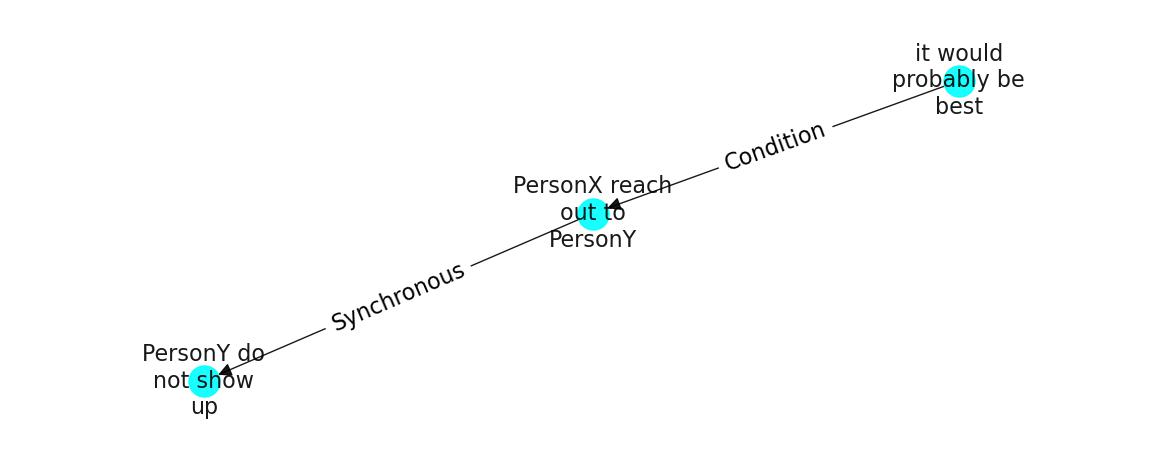 it would
probably be
best
Condition
PersonX reach
out to
PersonY
Synchronous
PersonY do
not show
up